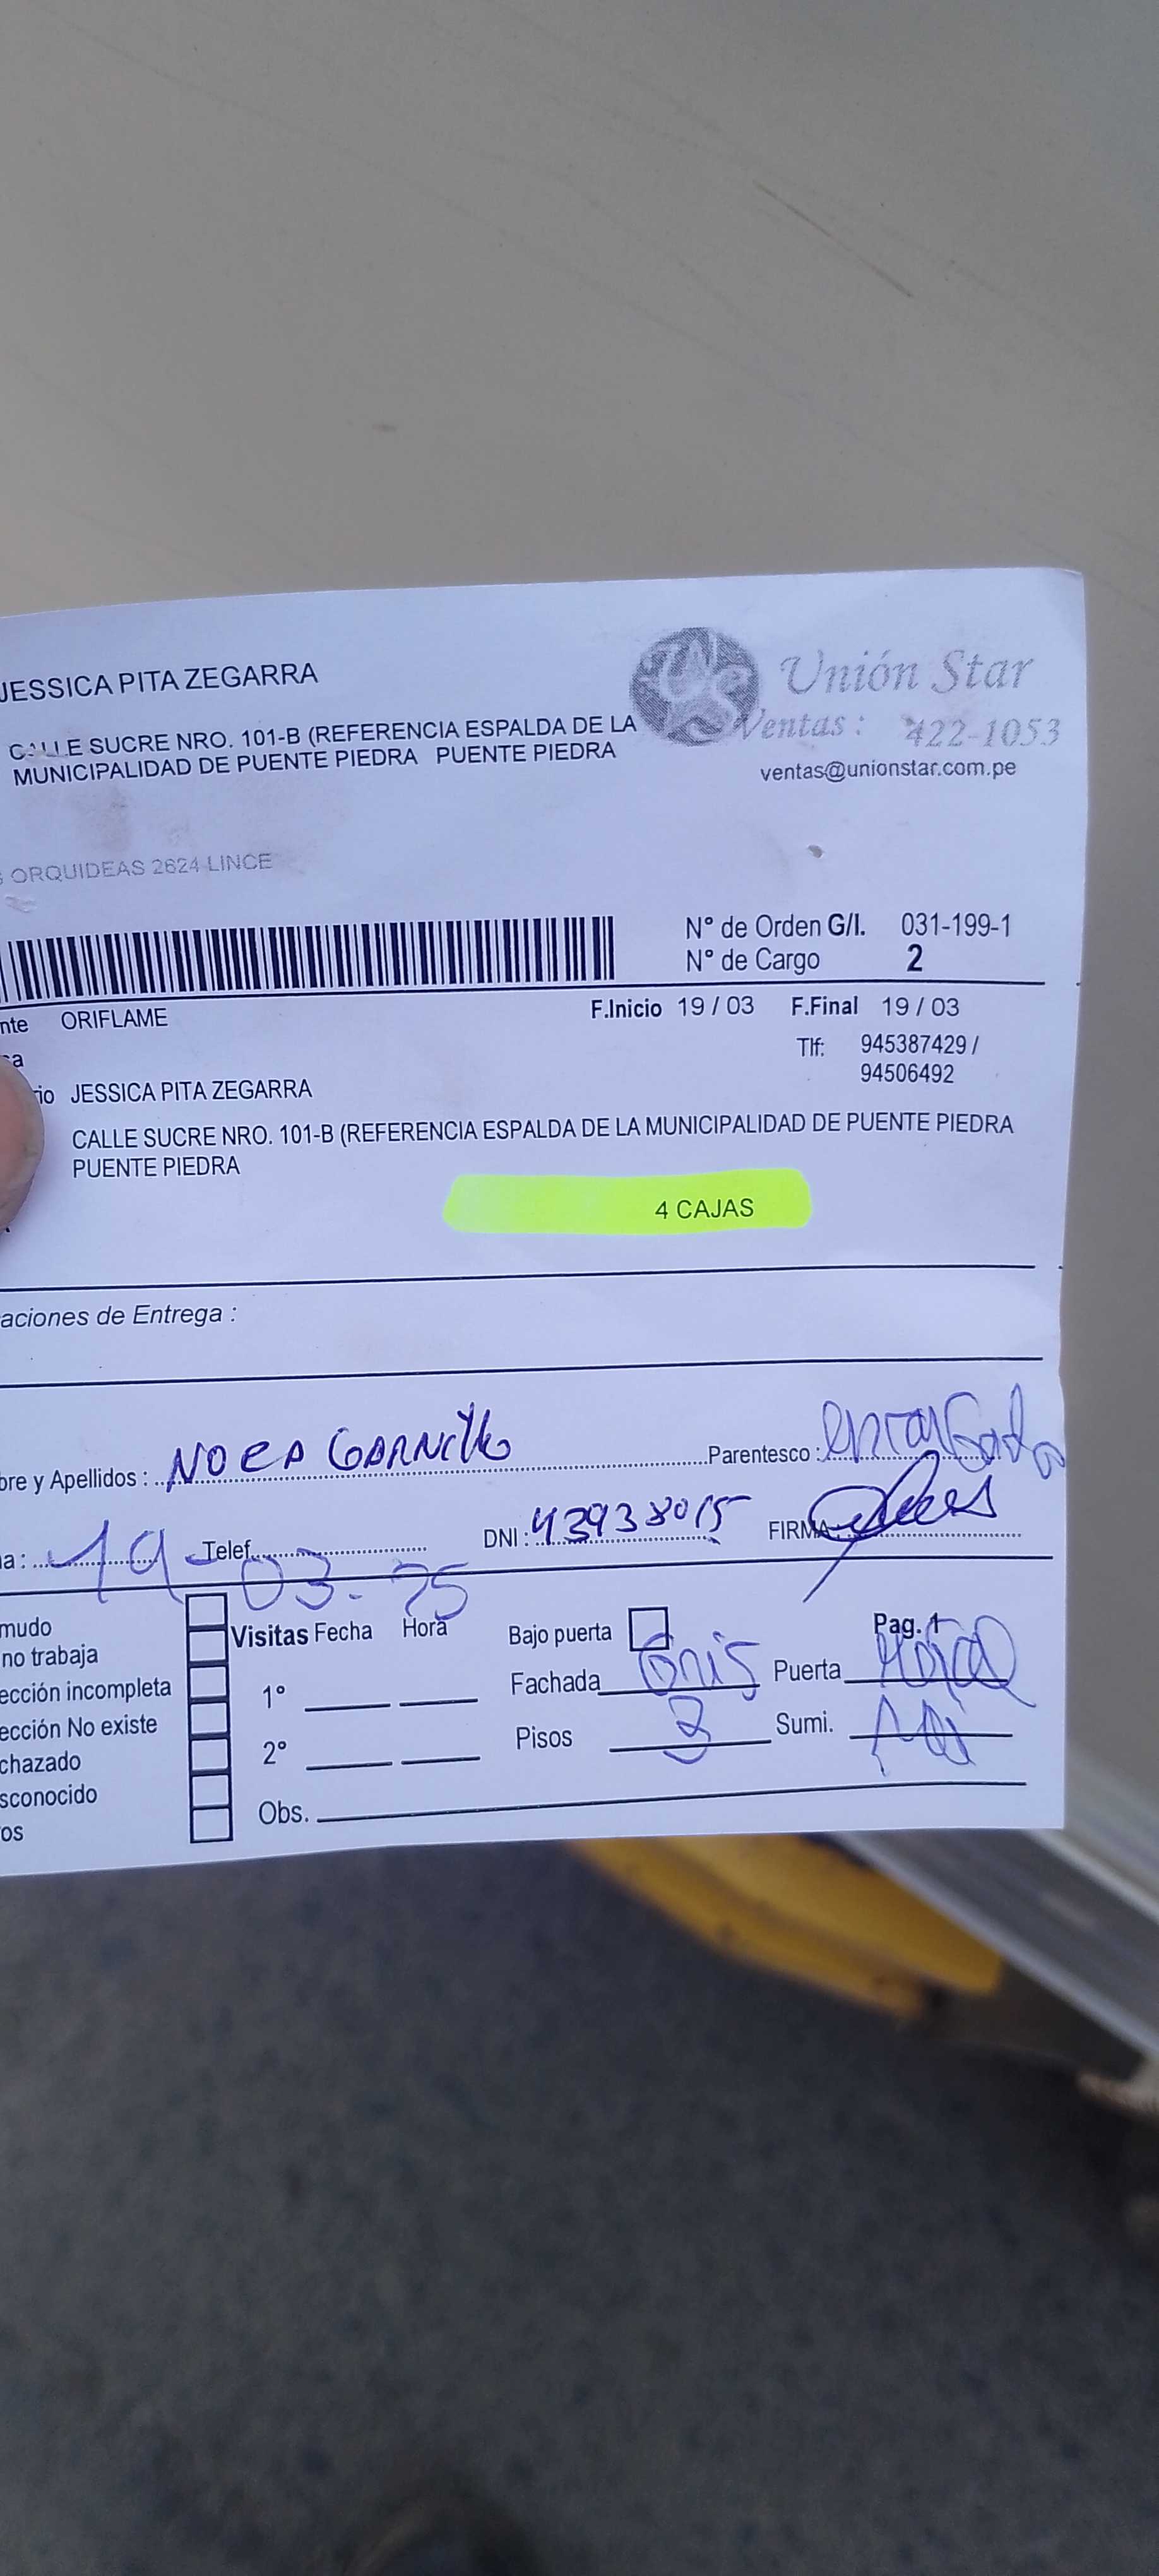 JESSICA PITA ZEGARRA
Unión Star
CALLE SUCRE NRO. 101-B (REFERENCIA ESPALDA DE LA
MUNICIPALIDAD DE PUENTE PIEDRA PUENTE PIEDRA
Ventas : 422-1053
ventas@unionstar.com.pe
ORQUIDEAS 2624 LINCE
N° de Orden G/I. 031-199-1
N° de Cargo 2
nte ORIFLAME
F.Inicio 19 / 03 F.Final 19 / 03
a
Tlf: 945387429 /
94506492
rio JESSICA PITA ZEGARRA
CALLE SUCRE NRO. 101-B (REFERENCIA ESPALDA DE LA MUNICIPALIDAD DE PUENTE PIEDRA
PUENTE PIEDRA
4 CAJAS
aciones de Entrega :
bre y Apellidos : Parentesco : encargada
a : 19 - 03 - 25 Telef. DNI : 43938015 FIRMA
mudo
no trabaja
ección incompleta
ección No existe
chazado
sconocido
os
Visitas Fecha Hora
1°
2°
Obs.
Bajo puerta Pag. 1
Fachada Gris Puerta
Pisos 3 Sumi.